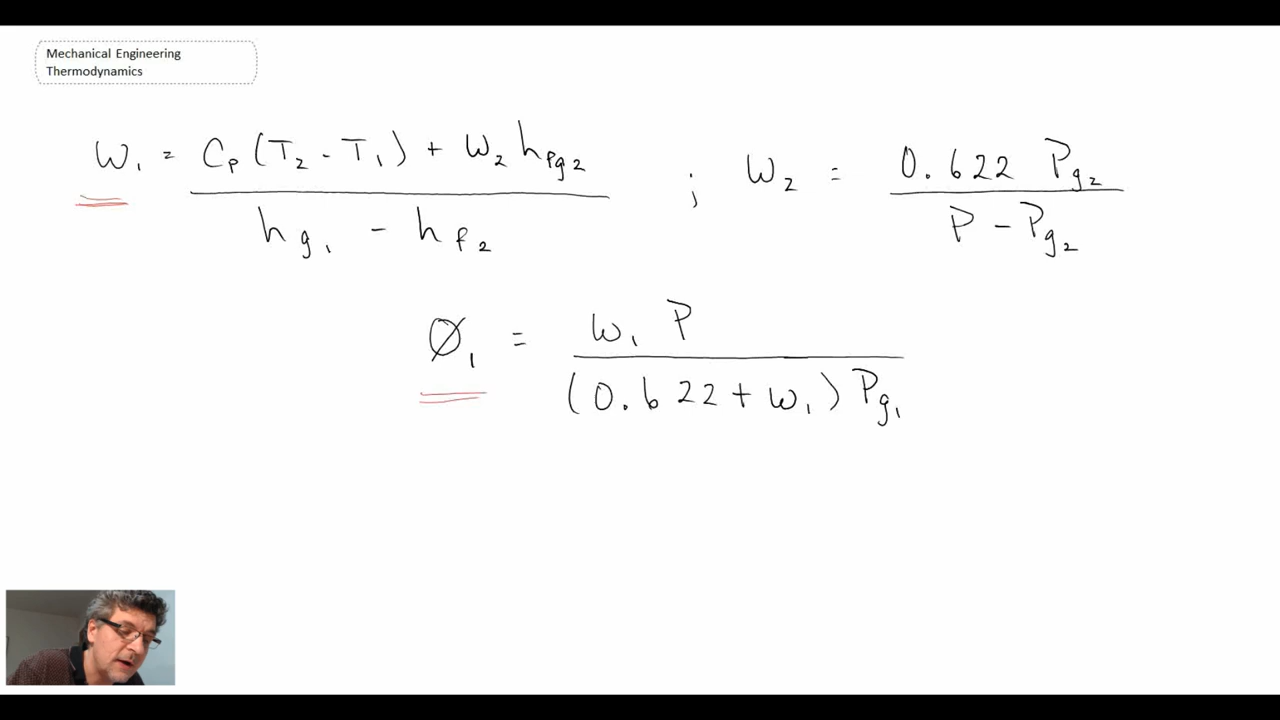 Mechanical Engineering
Thermodynamics
ω₁ = Cp (T₂ - T₁) + ω₂ hfg₂ / hg₁ - hf₂ ; ω₂ = 0.622 Pg₂ / P - Pg₂
Ø₁ = ω₁ P / (0.622 + ω₁) Pg₁